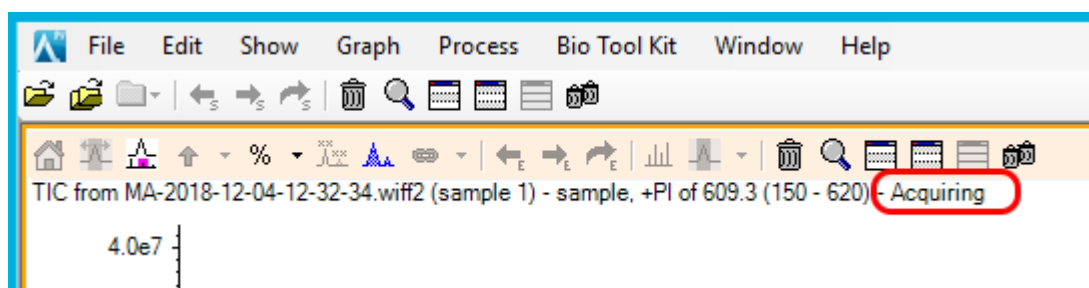 File Edit Show Graph Process Bio Tool Kit Window Help
%
TIC from MA-2018-12-04-12-32-34.wiff2 (sample 1) - sample, +PI of 609.3 (150 - 620) - Acquiring
4.0e7